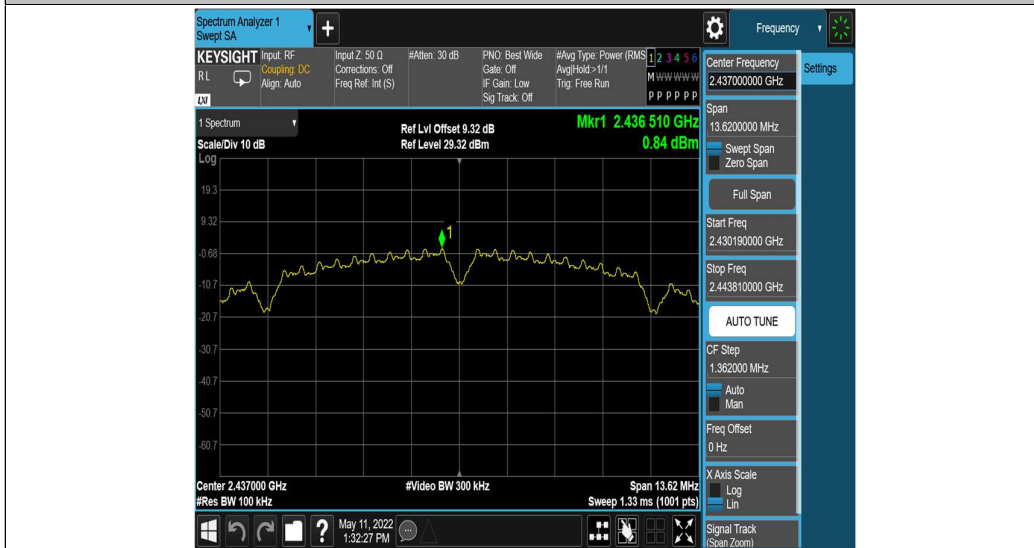 Spectrum Analyzer 1
Swept SA
Frequency
KEYSIGHT
R L
LXI
Input: RF
Coupling: DC
Align: Auto
Input Z: 50 Ω
Corrections: Off
Freq Ref: Int (S)
#Atten: 30 dB
PNO: Best Wide
Gate: Off
IF Gain: Low
Sig Track: Off
#Avg Type: Power (RMS
Avg|Hold:>1/1
Trig: Free Run
1 2 3 4 5 6
M W W W W W
P P P P P P
1 Spectrum
Scale/Div 10 dB
Log
Ref Lvl Offset 9.32 dB
Ref Level 29.32 dBm
Mkr1 2.436 510 GHz
0.84 dBm
19.3
9.32
-0.68
-10.7
-20.7
-30.7
-40.7
-50.7
-60.7
1
Center 2.437000 GHz
#Res BW 100 kHz
#Video BW 300 kHz
Span 13.62 MHz
Sweep 1.33 ms (1001 pts)
?
May 11, 2022
1:32:27 PM
Center Frequency
2.437000000 GHz
Settings
Span
13.6200000 MHz
Swept Span
Zero Span
Full Span
Start Freq
2.430190000 GHz
Stop Freq
2.443810000 GHz
AUTO TUNE
CF Step
1.362000 MHz
Auto
Man
Freq Offset
0 Hz
X Axis Scale
Log
Lin
Signal Track
(Span Zoom)